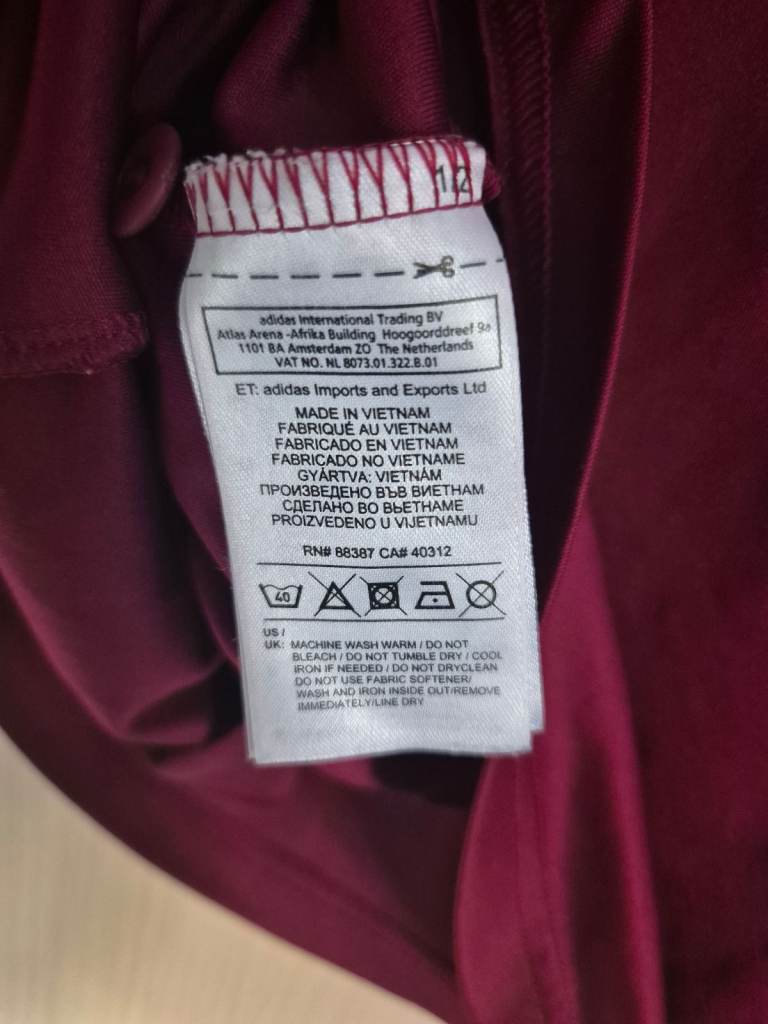 1/2
adidas International Trading BV
Atlas Arena -Afrika Building Hoogoorddreef 9a
1101 BA Amsterdam ZO The Netherlands
VAT NO. NL 8073.01.322.B.01
ET: adidas Imports and Exports Ltd
MADE IN VIETNAM
FABRIQUÉ AU VIETNAM
FABRICADO EN VIETNAM
FABRICADO NO VIETNAME
GYÁRTVA: VIETNÁM
ПРОИЗВЕДЕНО ВЪВ ВИЕТНАМ
СДЕЛАНО ВО ВЬЕТНАМЕ
PROIZVEDENO U VIJETNAMU
RN# 88387 CA# 40312
40
US /
UK: MACHINE WASH WARM / DO NOT
BLEACH / DO NOT TUMBLE DRY / COOL
IRON IF NEEDED / DO NOT DRYCLEAN
DO NOT USE FABRIC SOFTENER/
WASH AND IRON INSIDE OUT/REMOVE
IMMEDIATELY/LINE DRY